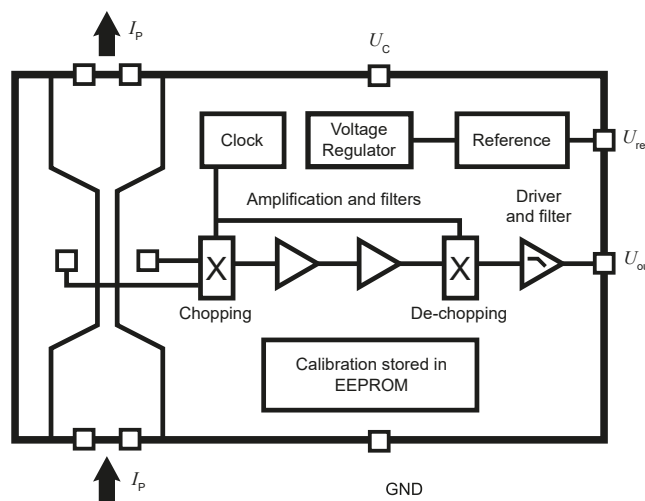 I_P
U_C
Clock
Voltage
Regulator
Reference
U_re
Amplification and filters
Driver
and filter
X
X
U_ou
Chopping
De-chopping
Calibration stored in
EEPROM
I_P
GND